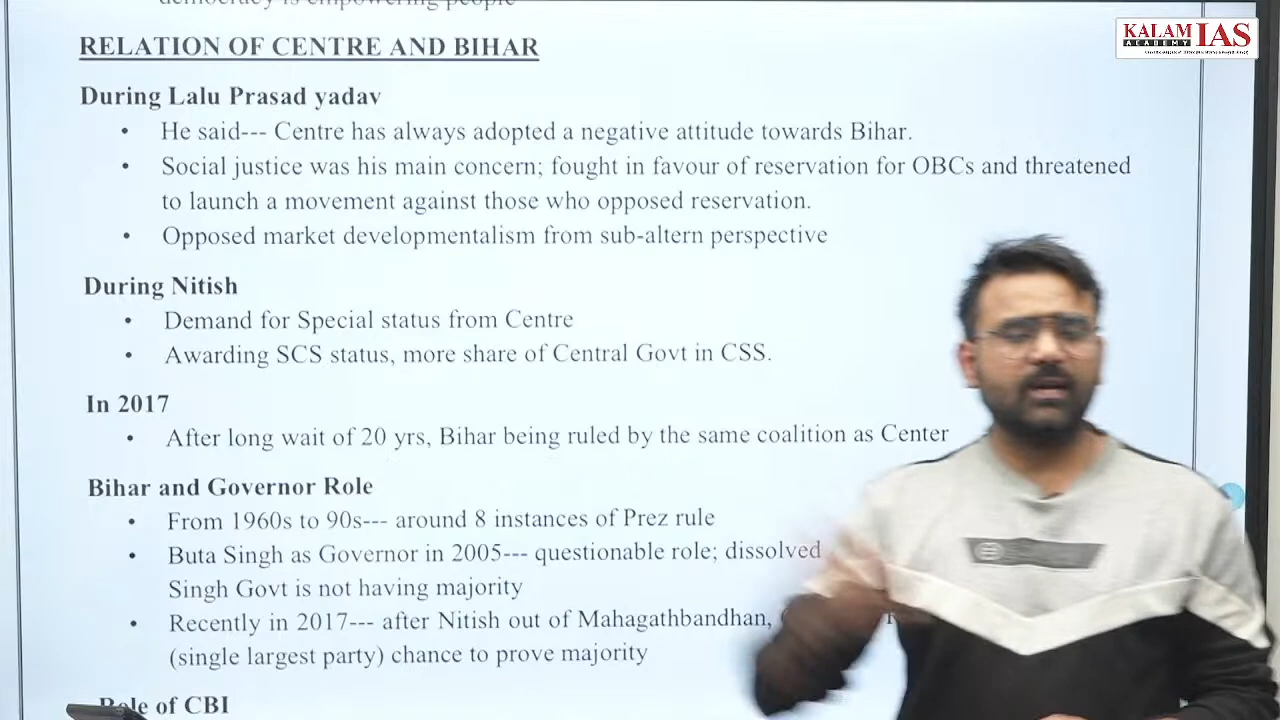 democracy is empowering people
KALAM IAS
ACADEMY
RELATION OF CENTRE AND BIHAR
During Lalu Prasad yadav
• He said--- Centre has always adopted a negative attitude towards Bihar.
• Social justice was his main concern; fought in favour of reservation for OBCs and threatened
to launch a movement against those who opposed reservation.
• Opposed market developmentalism from sub-altern perspective
During Nitish
• Demand for Special status from Centre
• Awarding SCS status, more share of Central Govt in CSS.
In 2017
• After long wait of 20 yrs, Bihar being ruled by the same coalition as Center
Bihar and Governor Role
• From 1960s to 90s--- around 8 instances of Prez rule
• Buta Singh as Governor in 2005--- questionable role; dissolved
Singh Govt is not having majority
• Recently in 2017--- after Nitish out of Mahagathbandhan,
(single largest party) chance to prove majority
Role of CBI